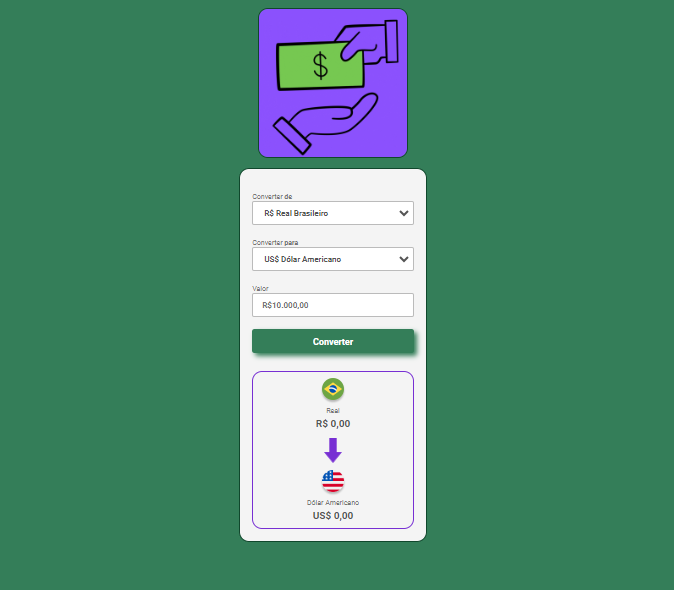 $
Converter de
R$ Real Brasileiro
Converter para
US$ Dólar Americano
Valor
R$10.000,00
Converter
Real
R$ 0,00
Dólar Americano
US$ 0,00